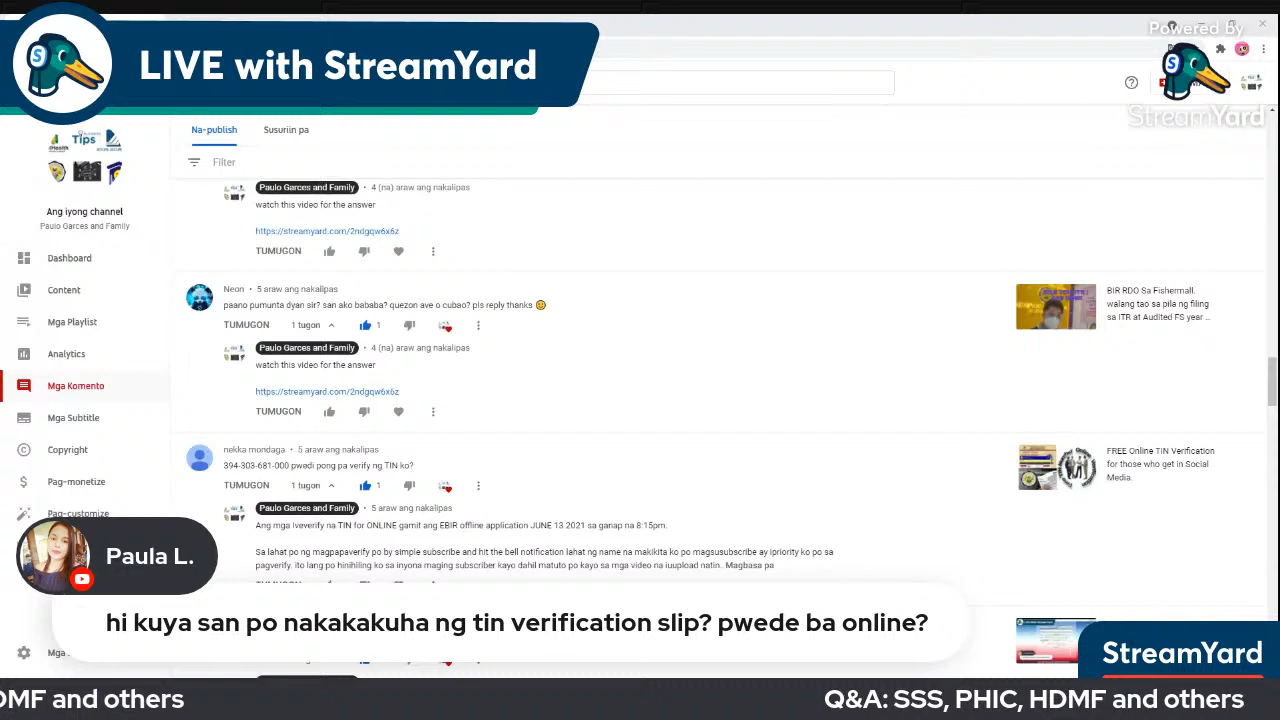 LIVE with StreamYard
Powered by
StreamYard
Tips
Na-publish
Susuriin pa
Filter
Ang iyong channel
Paulo Garces and Family
Dashboard
Content
Mga Playlist
Analytics
Mga Komento
Mga Subtitle
Copyright
Pag-monetize
Pag-customize
Paulo Garces and Family • 4 (na) araw ang nakalipas
watch this video for the answer
https://streamyard.com/2ndgqw6x6z
TUMUGON
Neon • 5 araw ang nakalipas
paano pumunta dyan sir? san ako bababa? quezon ave o cubao? pls reply thanks
TUMUGON 1 tugon 1
BIR RDO Sa Fishermall.
walang tao sa pila ng filing
sa ITR at Audited FS year ...
Paulo Garces and Family • 4 (na) araw ang nakalipas
watch this video for the answer
https://streamyard.com/2ndgqw6x6z
TUMUGON
nekka mondaga • 5 araw ang nakalipas
394-303-681-000 pwedi pong pa verify ng TIN ko?
TUMUGON 1 tugon 1
FREE Online TIN Verification
for those who get in Social
Media.
Paulo Garces and Family • 5 araw ang nakalipas
Ang mga Iveverify na TIN for ONLINE gamit ang EBIR offline application JUNE 13 2021 sa ganap na 8:15pm.
Sa lahat po ng magpapaverify po by simple subscribe and hit the bell notification lahat ng name na makikita ko po magsusubscribe ay ipriority ko po sa
pagverify. ito lang po hinihiling ko sa inyona maging subscriber kayo dahil matuto po kayo sa mga video na iuupload natin.. Magbasa pa
Paula L.
hi kuya san po nakakakuha ng tin verification slip? pwede ba online?
Mga
StreamYard
DMF and others
Q&A: SSS, PHIC, HDMF and others